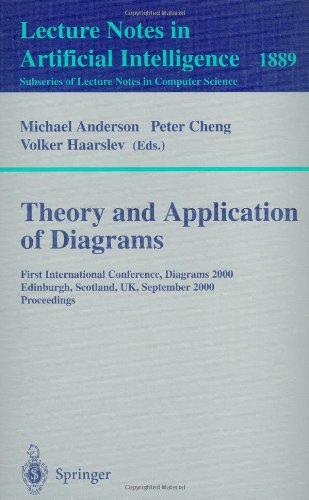 Lecture Notes in
Artificial Intelligence 1889
Subseries of Lecture Notes in Computer Science
Michael Anderson Peter Cheng
Volker Haarslev (Eds.)
Theory and Application
of Diagrams
First International Conference, Diagrams 2000
Edinburgh, Scotland, UK, September 2000
Proceedings
Springer